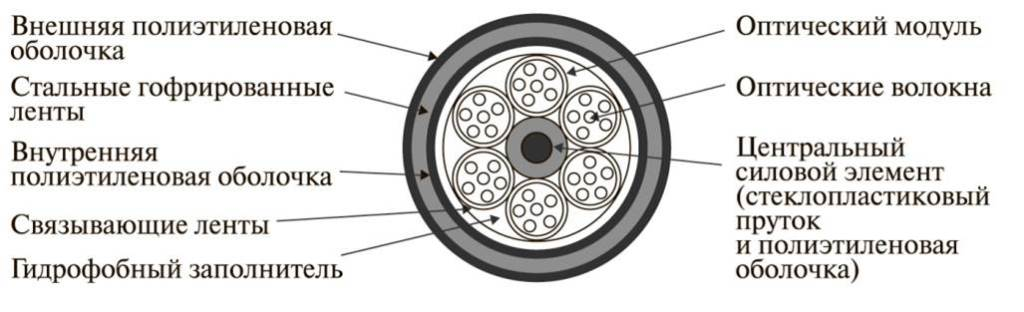 Внешняя полиэтиленовая
оболочка
Стальные гофрированные
ленты
Внутренняя
полиэтиленовая оболочка
Связывающие ленты
Гидрофобный заполнитель
Оптический модуль
Оптические волокна
Центральный
силовой элемент
(стеклопластиковый
пруток
и полиэтиленовая
оболочка)